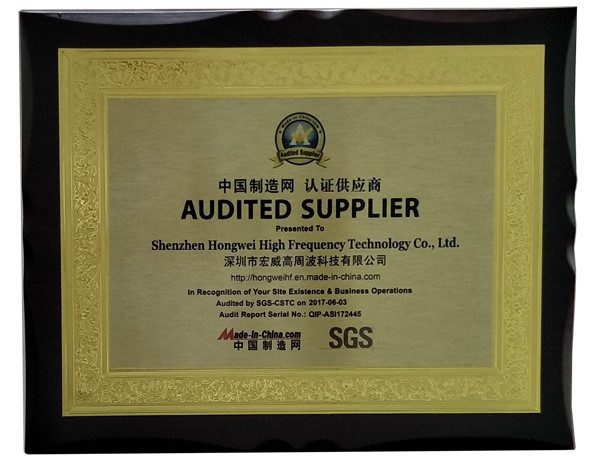 Made-in-China.com
Audited Supplier
中国制造网 认证供应商
AUDITED SUPPLIER
Presented To
Shenzhen Hongwei High Frequency Technology Co., Ltd.
深圳市宏威高周波科技有限公司
http://hongweihf.en.made-in-china.com
In Recognition of Your Site Existence & Business Operations
Audited by SGS-CSTC on 2017-06-03
Audit Report Serial No.: QIP-ASI172445
Made-in-China.com
中国制造网
SGS